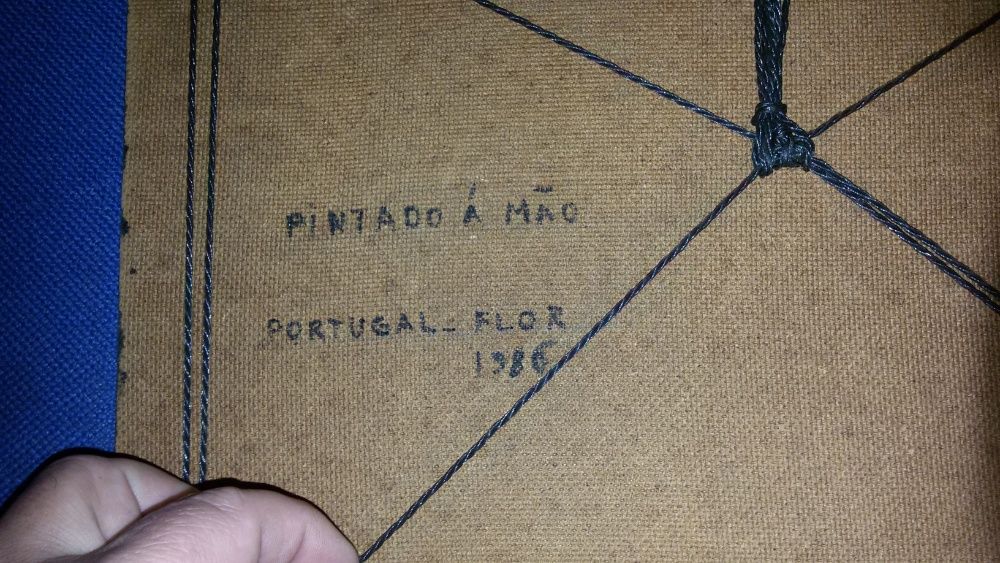 PINTADO Á MÃO
PORTUGAL_ FLOR
1986